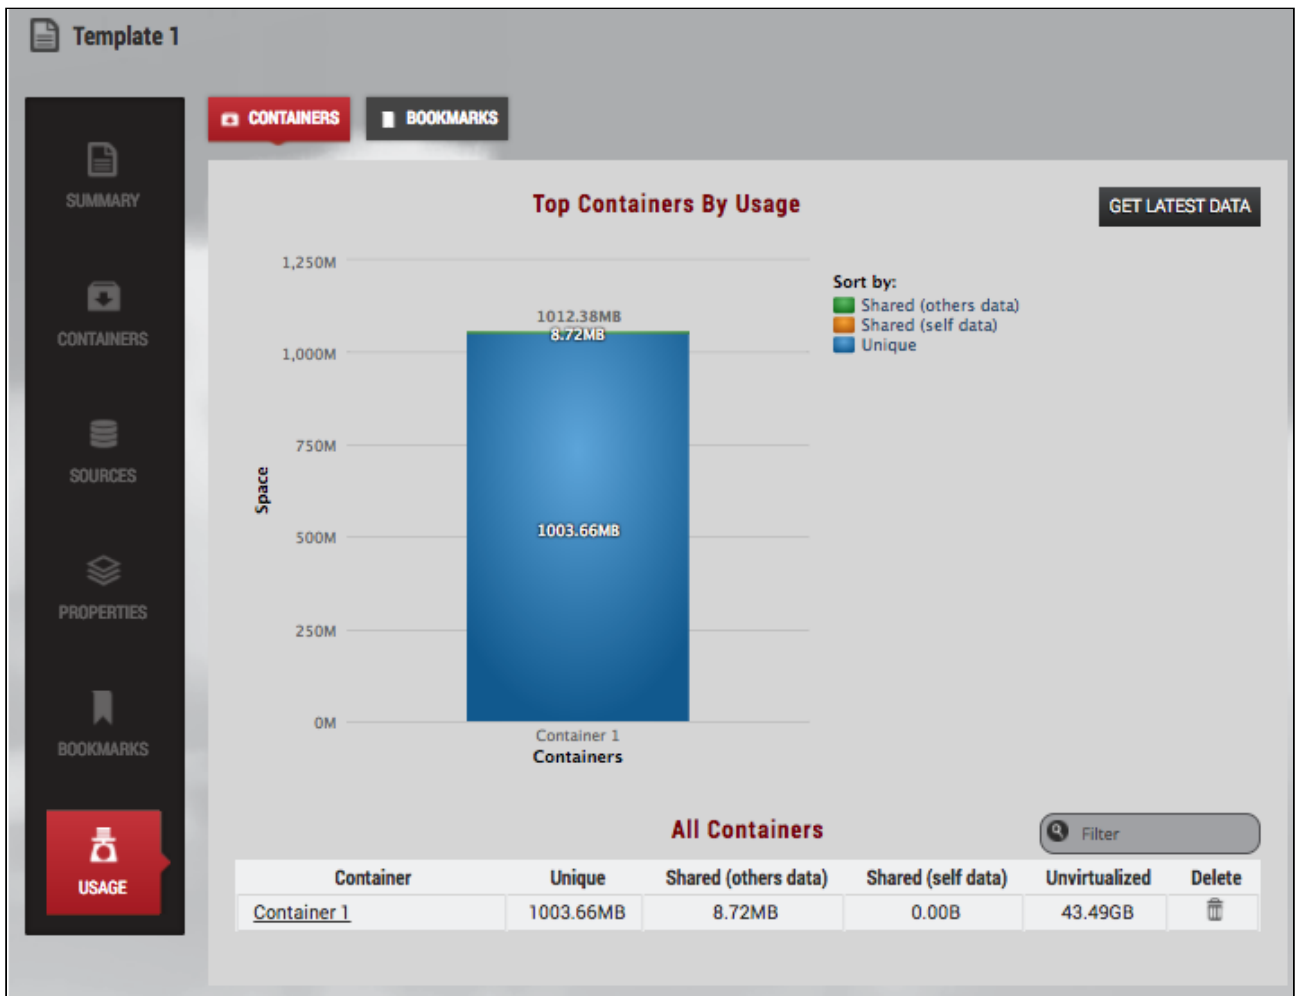 Template 1
CONTAINERS
BOOKMARKS
SUMMARY
CONTAINERS
SOURCES
PROPERTIES
BOOKMARKS
USAGE
Top Containers By Usage
GET LATEST DATA
1,250M
1,000M
750M
500M
250M
0M
Space
1012.38MB
8.72MB
1003.66MB
Container 1
Containers
Sort by:
Shared (others data)
Shared (self data)
Unique
All Containers
Filter
Container Unique Shared (others data) Shared (self data) Unvirtualized Delete
Container 1 1003.66MB 8.72MB 0.00B 43.49GB